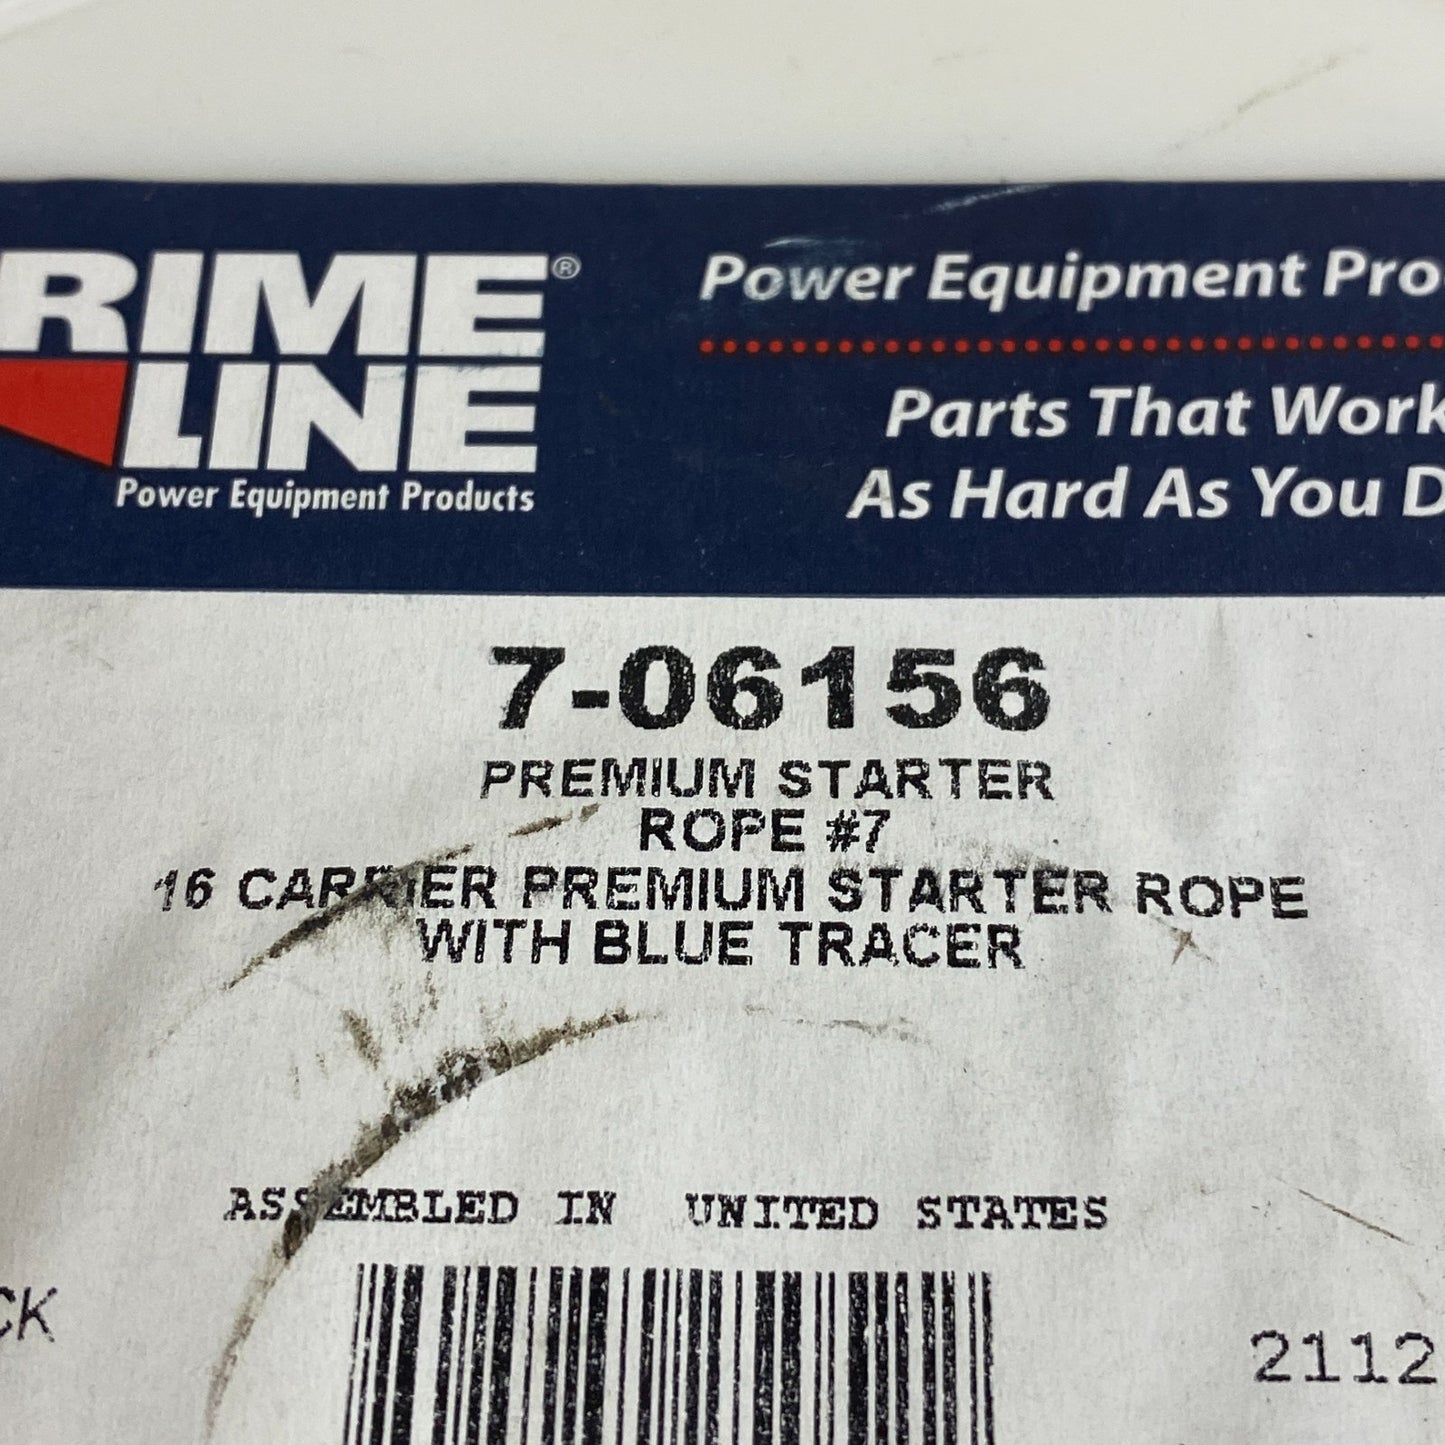 RIME®
LINE
Power Equipment Products
Power Equipment Pro
Parts That Work
As Hard As You D
7-06156
PREMIUM STARTER
ROPE #7
16 CARRIER PREMIUM STARTER ROPE
WITH BLUE TRACER
ASSEMBLED IN UNITED STATES
CK
2112